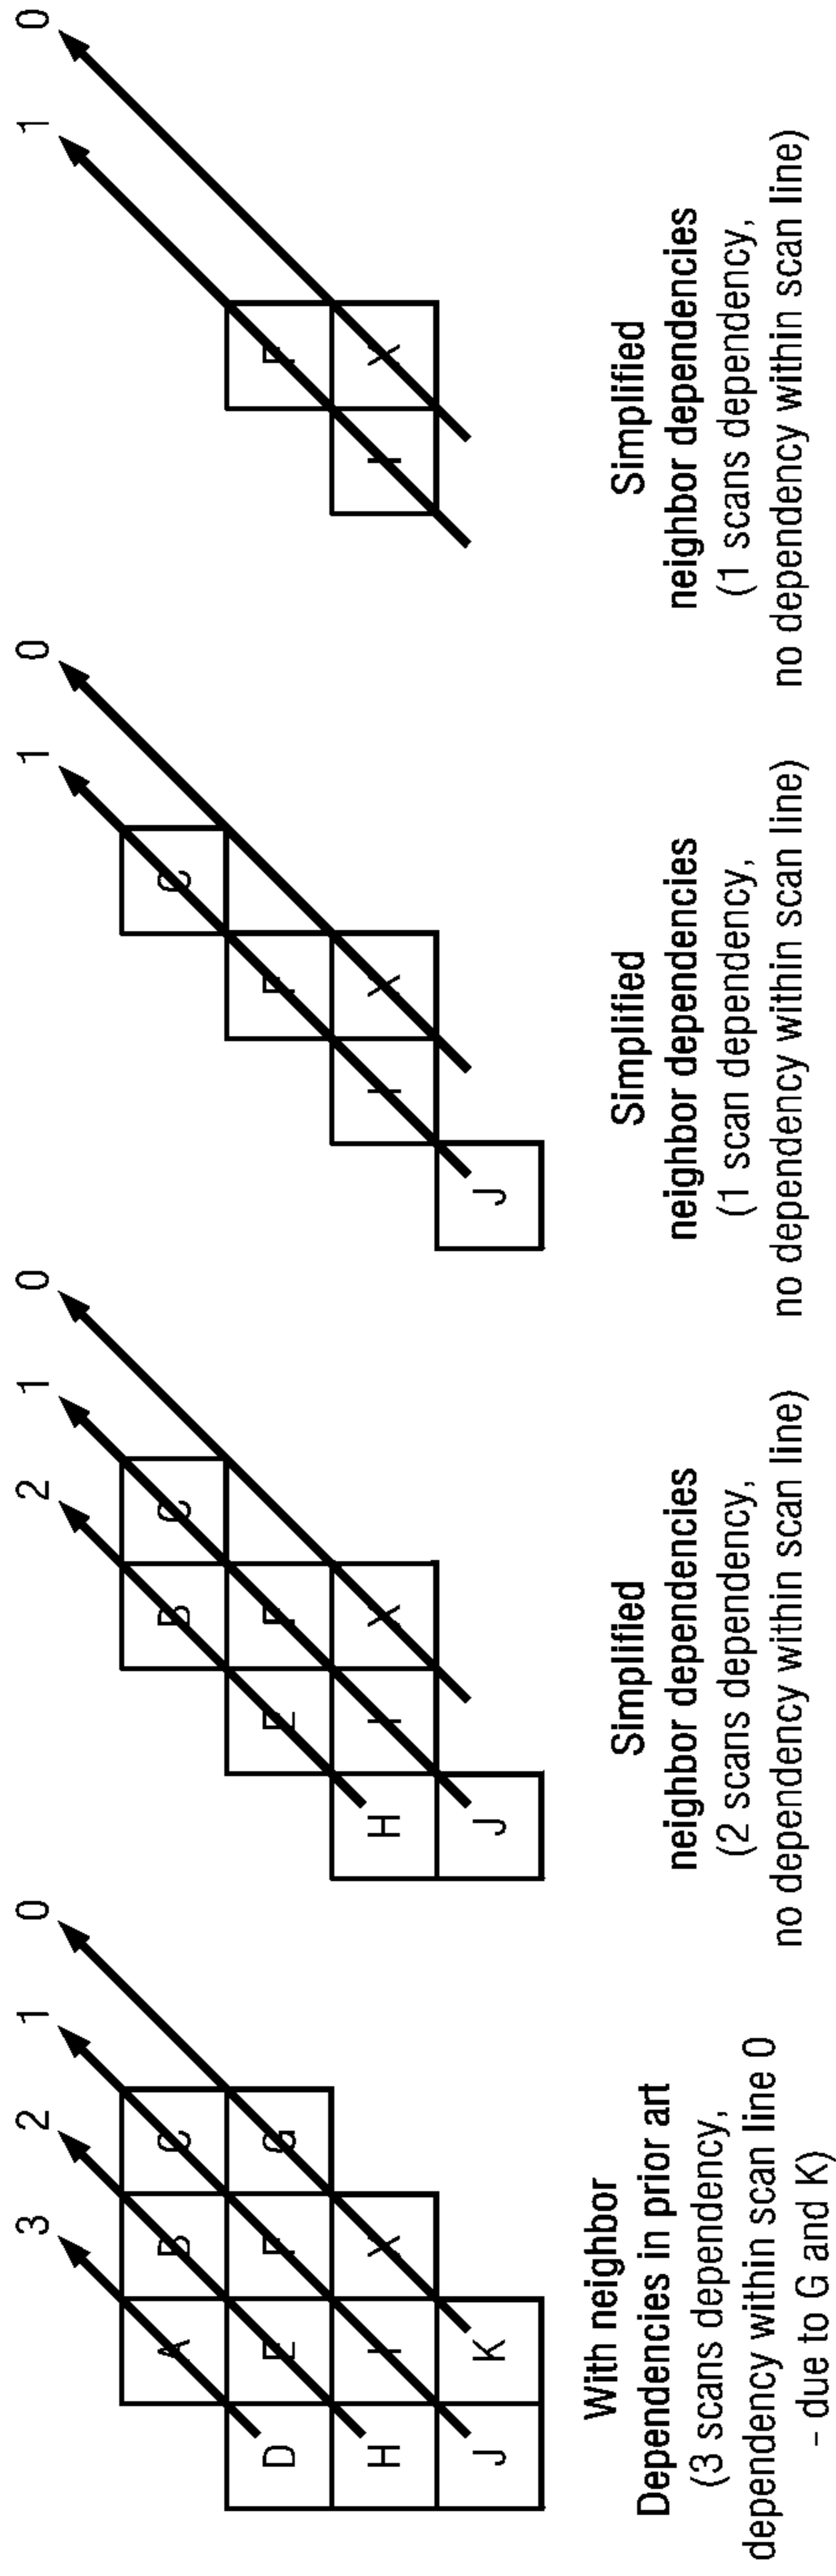 3 2 1 0
A B C
D E F G
H I X
J K
With neighbor
Dependencies in prior art
(3 scans dependency,
dependency within scan line 0
- due to G and K)
2 1 0
B C
E F
H I X
J
Simplified
neighbor dependencies
(2 scans dependency,
no dependency within scan line)
1 0
C
F
I X
J
Simplified
neighbor dependencies
(1 scan dependency,
no dependency within scan line)
1 0
F
I X
Simplified
neighbor dependencies
(1 scans dependency,
no dependency within scan line)